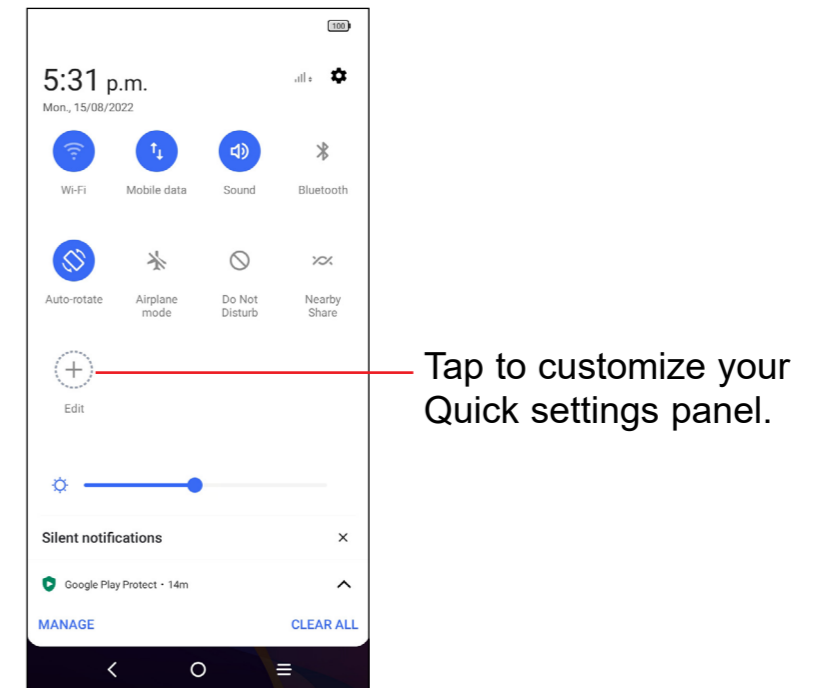 100
5:31 p.m.
Mon., 15/08/2022
Wi-Fi Mobile data Sound Bluetooth
Auto-rotate Airplane mode Do Not Disturb Nearby Share
Edit
Tap to customize your
Quick settings panel.
Silent notifications
Google Play Protect • 14m
MANAGE CLEAR ALL